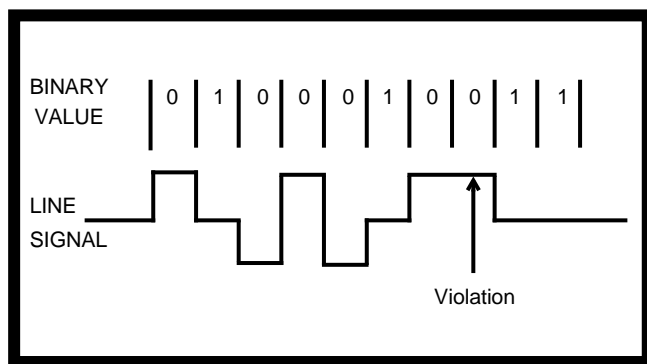 BINARY
VALUE
0 1 0 0 0 1 0 0 1 1
LINE
SIGNAL
Violation